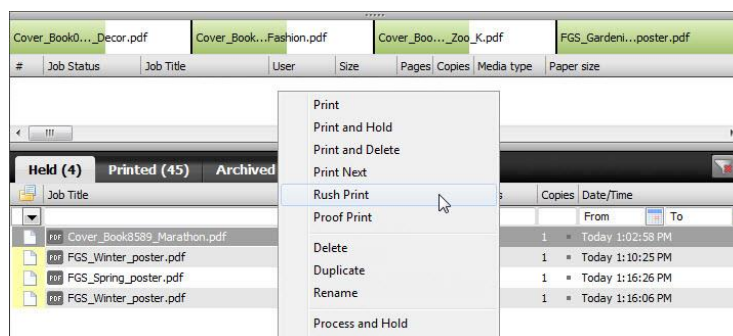 Cover_Book0..._Decor.pdf Cover_Book...Fashion.pdf Cover_Boo..._Zoo_K.pdf FGS_Gardeni...poster.pdf
# Job Status Job Title User Size Pages Copies Media type Paper size
Print
Print and Hold
Print and Delete
Held (4) Printed (45) Archived Print Next
Job Title Rush Print Copies Date/Time
Proof Print From To
PDF Cover_Book8589_Marathon.pdf 1 Today 1:02:58 PM
PDF FGS_Winter_poster.pdf Delete 1 Today 1:10:25 PM
PDF FGS_Spring_poster.pdf Duplicate 1 Today 1:16:26 PM
PDF FGS_Winter_poster.pdf Rename 1 Today 1:16:06 PM
Process and Hold